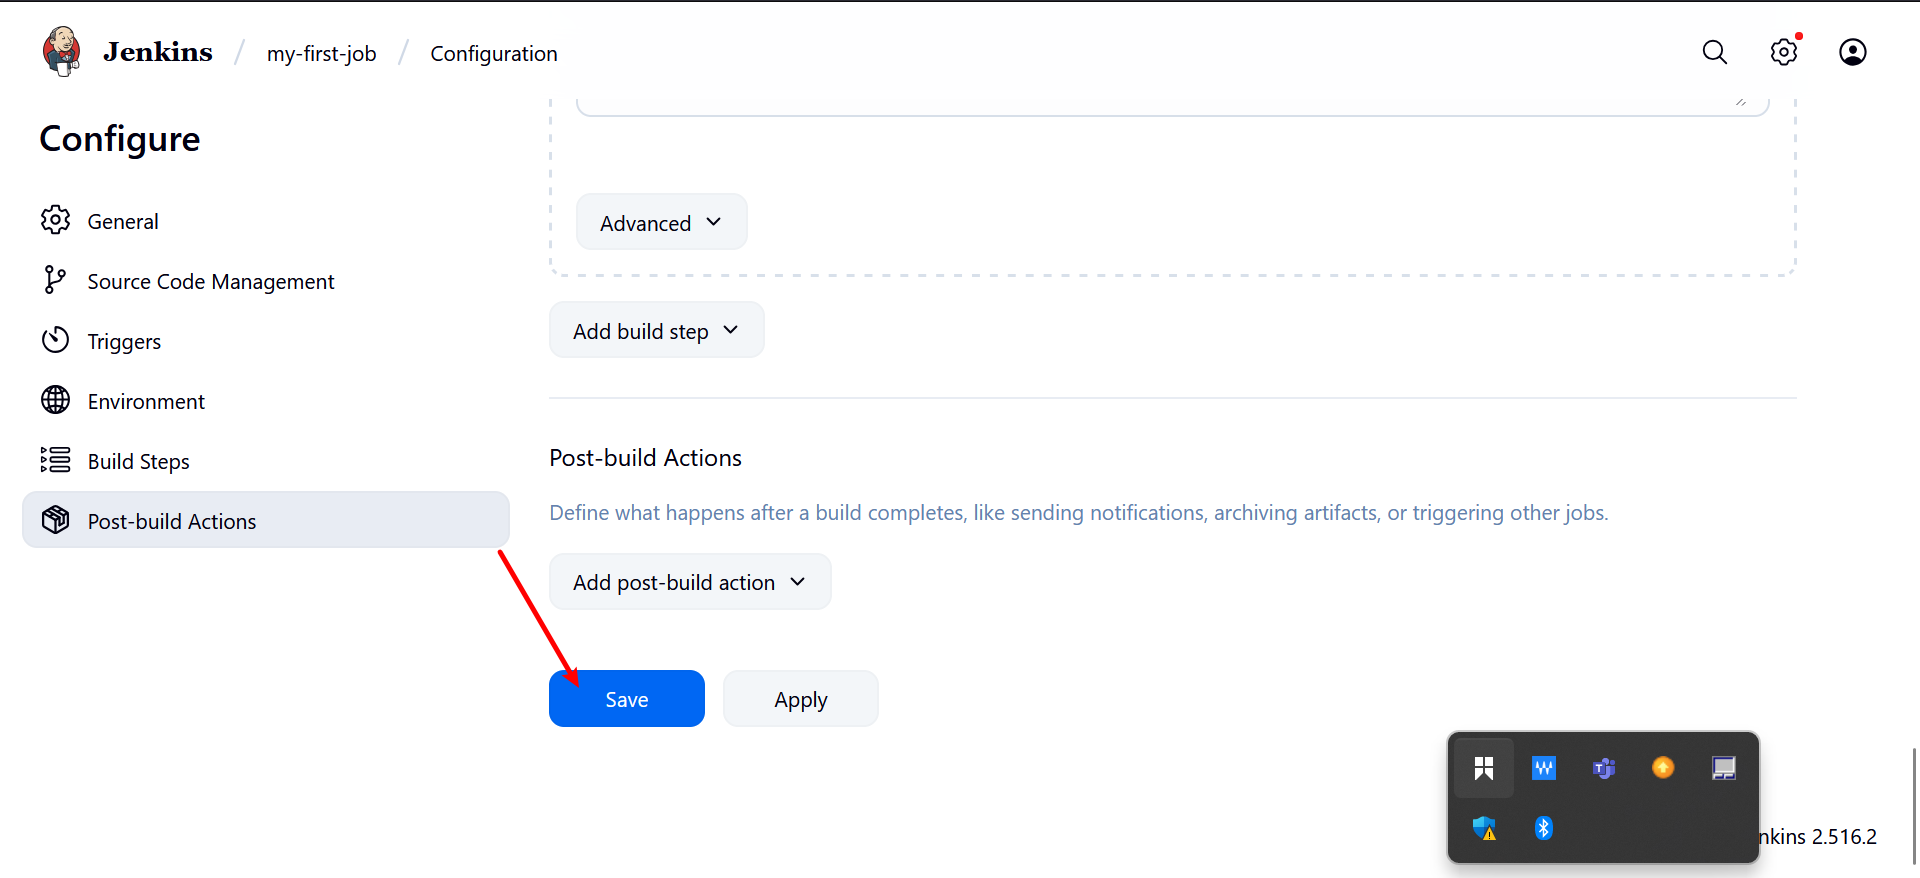 Jenkins / my-first-job / Configuration
Configure
General
Source Code Management
Triggers
Environment
Build Steps
Post-build Actions
Advanced
Add build step
Post-build Actions
Define what happens after a build completes, like sending notifications, archiving artifacts, or triggering other jobs.
Add post-build action
Save
Apply
nkins 2.516.2